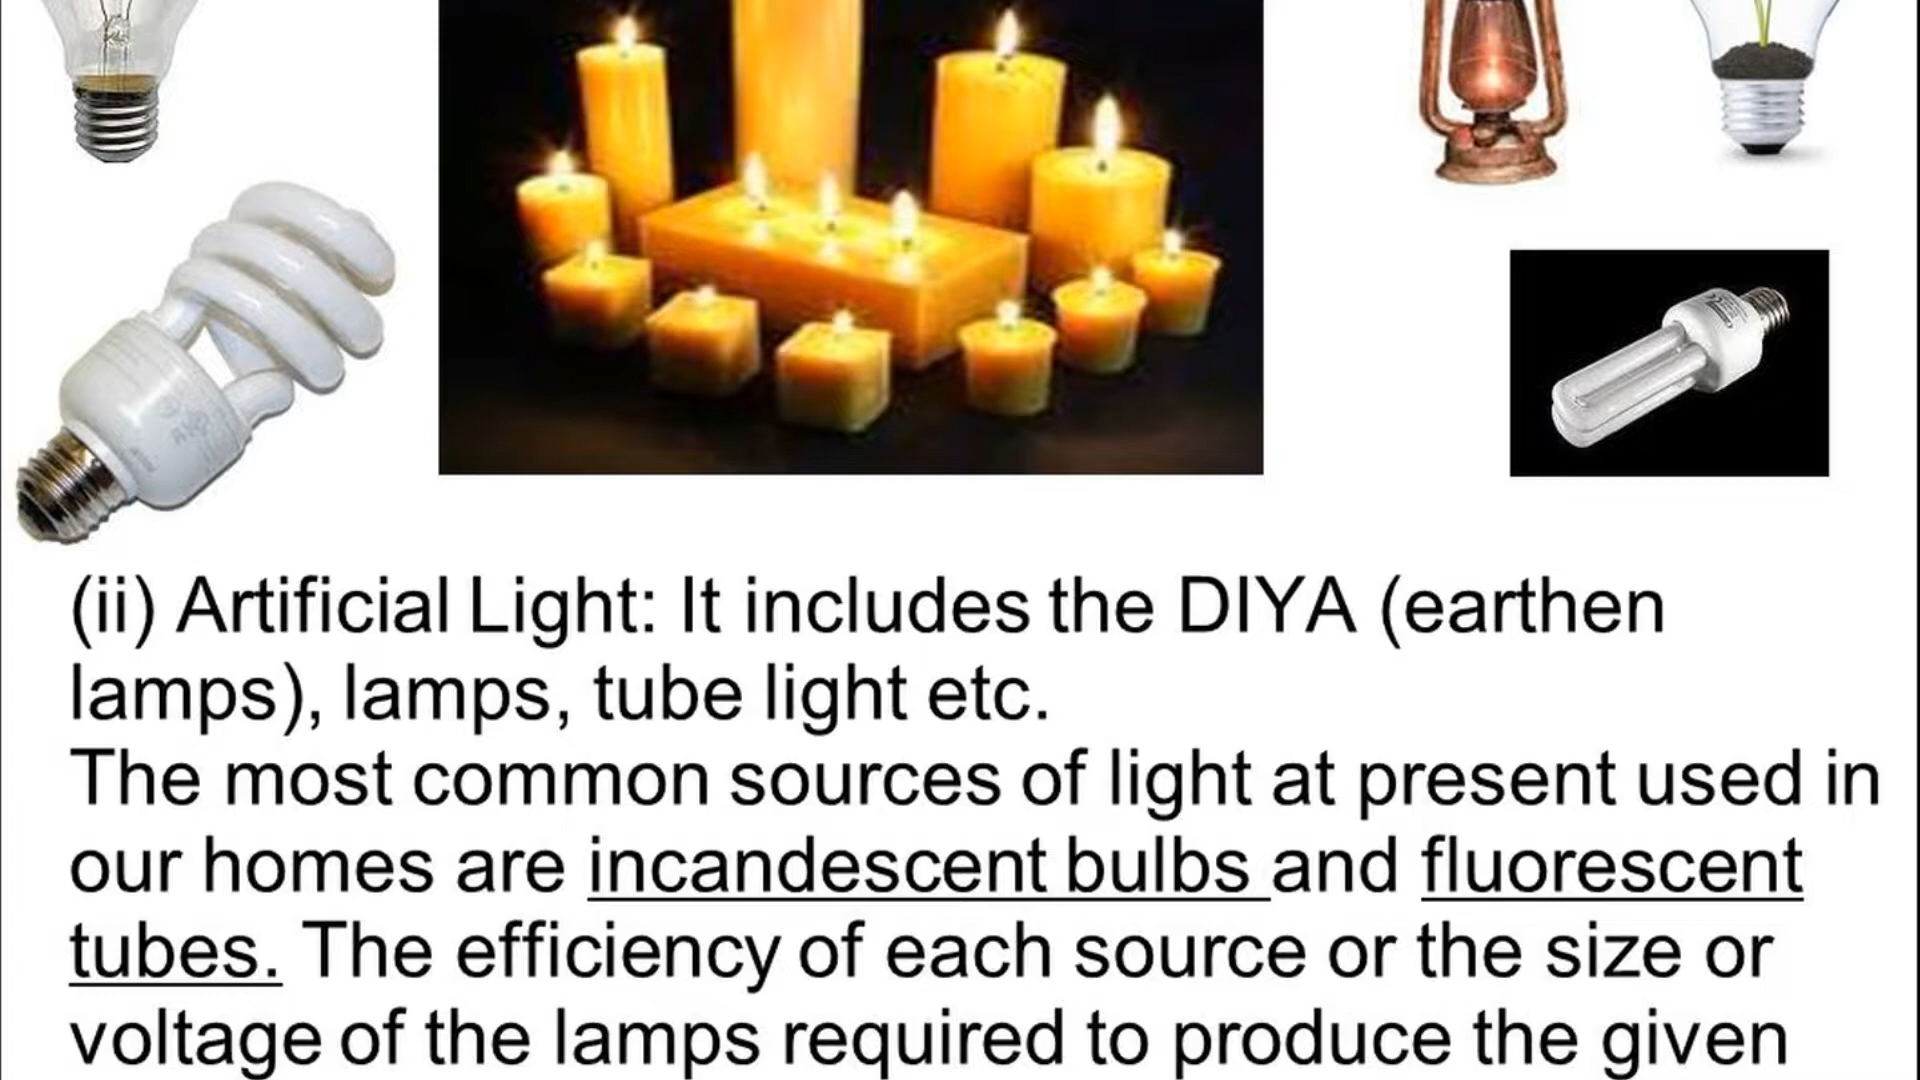 (ii) Artificial Light: It includes the DIYA (earthen
lamps), lamps, tube light etc.
The most common sources of light at present used in
our homes are incandescent bulbs and fluorescent
tubes. The efficiency of each source or the size or
voltage of the lamps required to produce the given